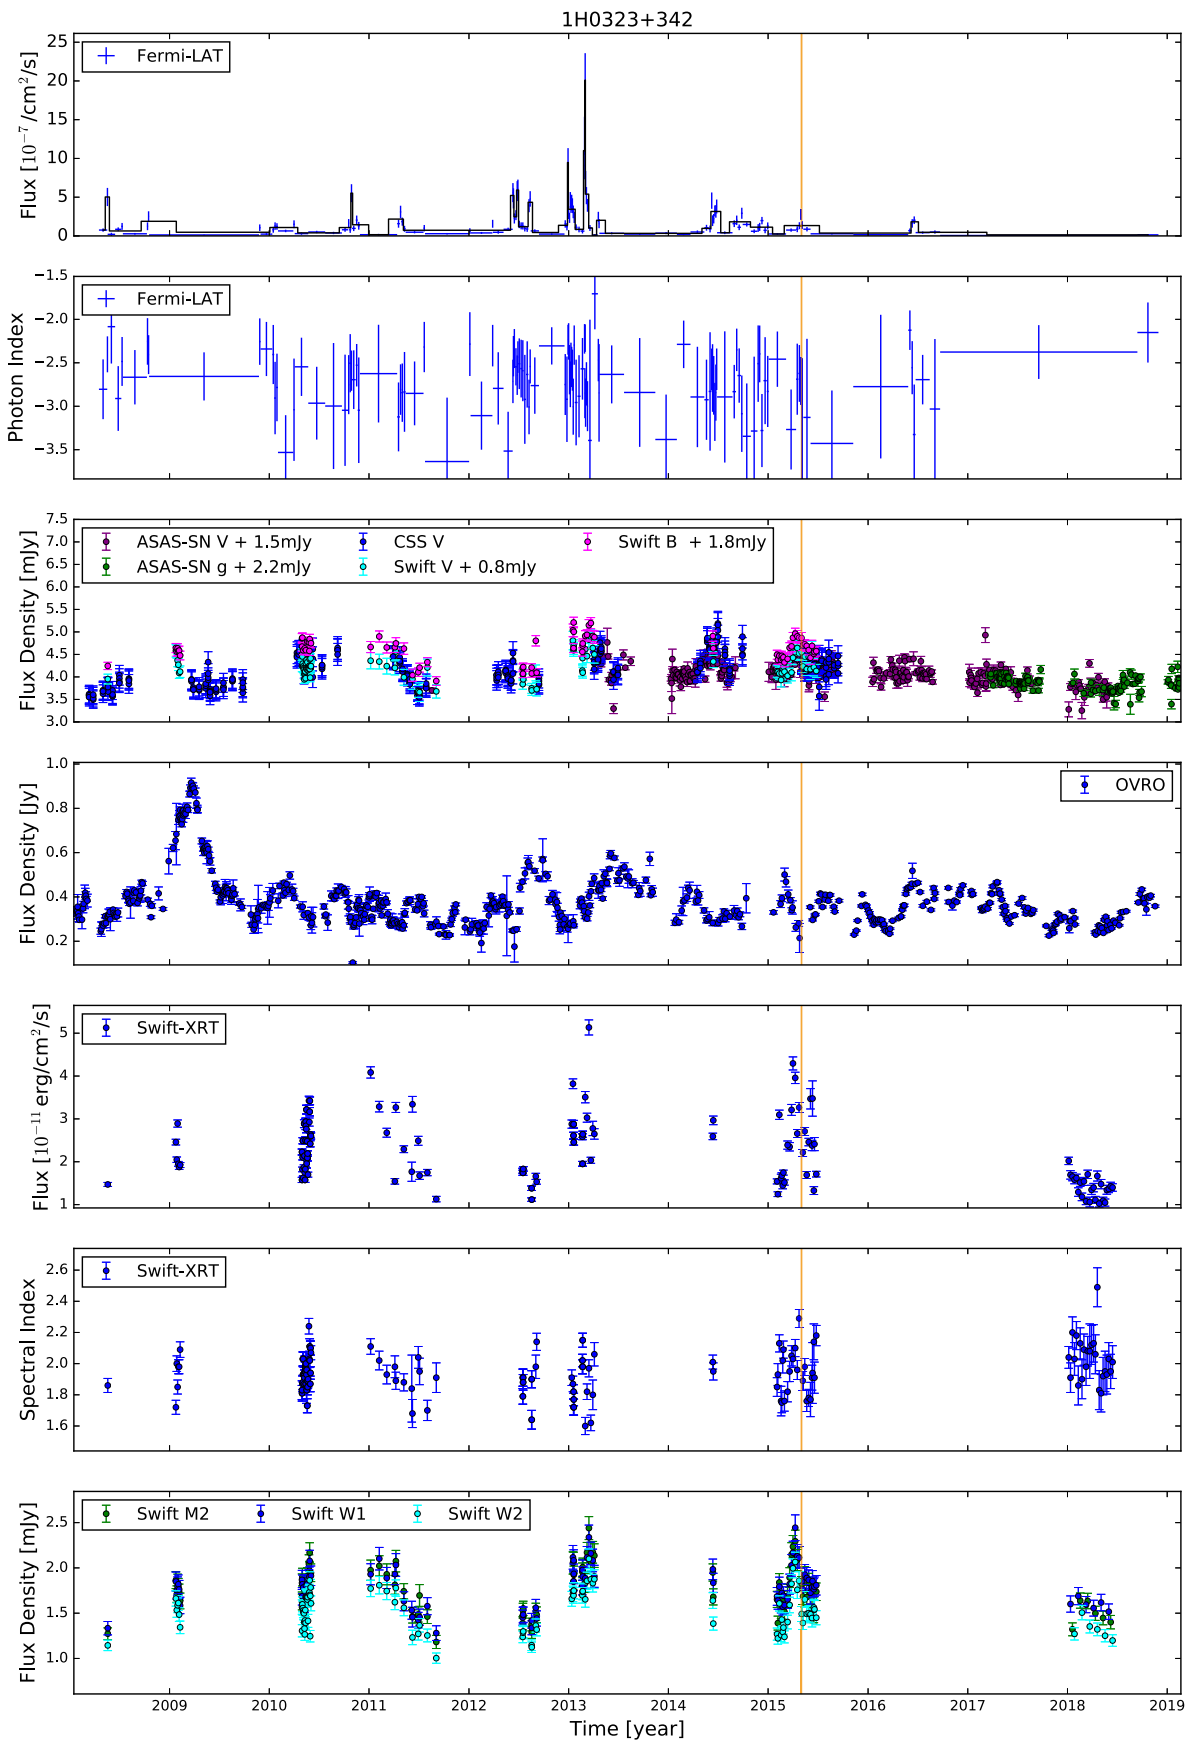 1H0323+342
Flux [10⁻⁷/cm²/s]
25
20
15
10
5
0
Fermi-LAT
Photon Index
−1.5
−2.0
−2.5
−3.0
−3.5
Fermi-LAT
Flux Density [mJy]
7.5
7.0
6.5
6.0
5.5
5.0
4.5
4.0
3.5
3.0
ASAS-SN V + 1.5mJy
CSS V
Swift B + 1.8mJy
ASAS-SN g + 2.2mJy
Swift V + 0.8mJy
Flux Density [Jy]
1.0
0.8
0.6
0.4
0.2
OVRO
Flux [10⁻¹¹ erg/cm²/s]
5
4
3
2
1
Swift-XRT
Spectral Index
2.6
2.4
2.2
2.0
1.8
1.6
Swift-XRT
Flux Density [mJy]
2.5
2.0
1.5
1.0
Swift M2
Swift W1
Swift W2
2009 2010 2011 2012 2013 2014 2015 2016 2017 2018 2019
Time [year]